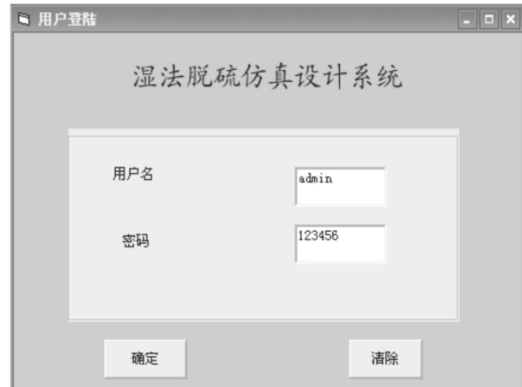 用户登陆
湿法脱硫仿真设计系统
用户名
admin
密码
123456
确定
清除